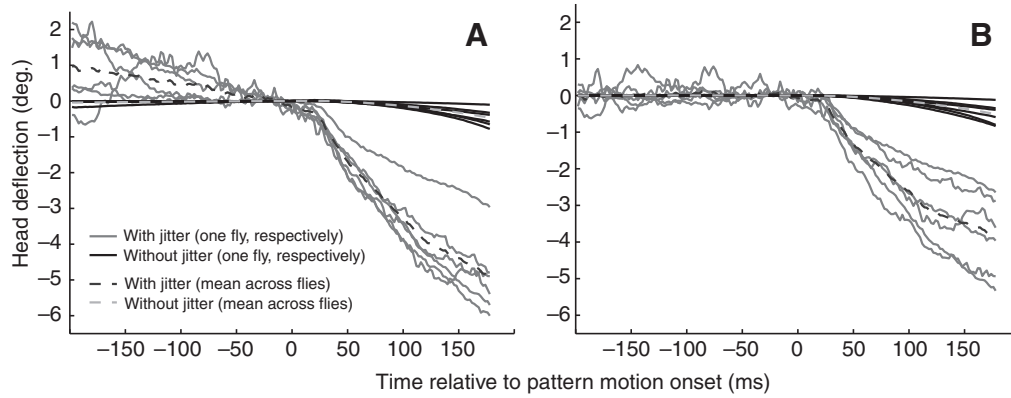 A
B
2
1
0
–1
–2
–3
–4
–5
–6
2
1
0
–1
–2
–3
–4
–5
–6
Head deflection (deg.)
With jitter (one fly, respectively)
Without jitter (one fly, respectively)
With jitter (mean across flies)
Without jitter (mean across flies)
–150 –100 –50 0 50 100 150
–150 –100 –50 0 50 100 150
Time relative to pattern motion onset (ms)